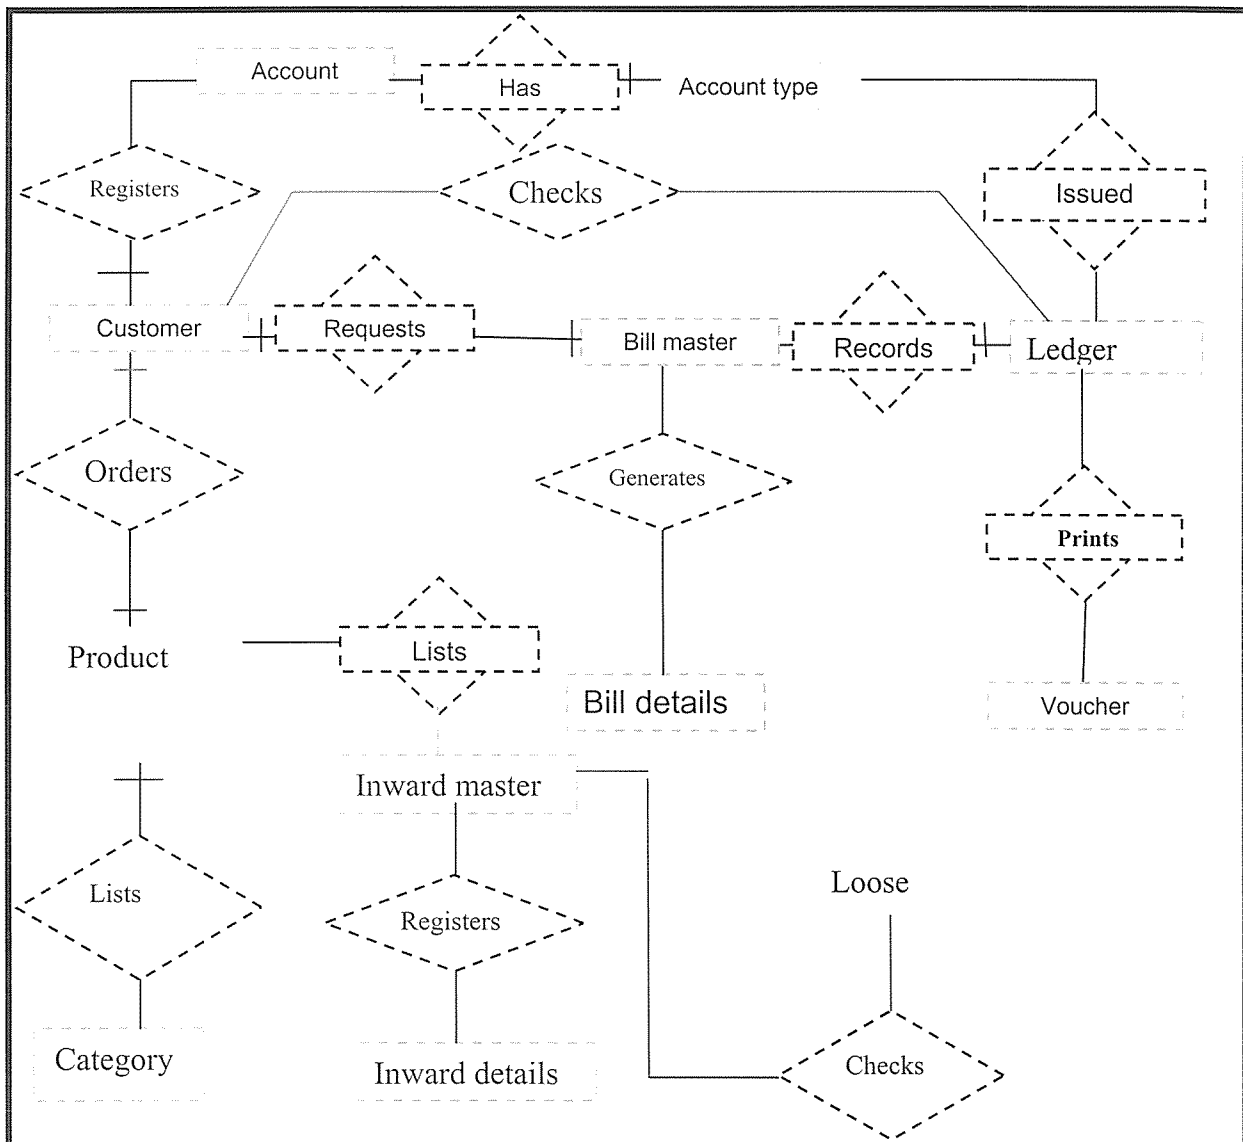 Account
Has
Account type
Registers
Checks
Issued
Customer
Requests
Bill master
Records
Ledger
Orders
Generates
Prints
Product
Lists
Bill details
Voucher
Inward master
Lists
Registers
Loose
Category
Inward details
Checks